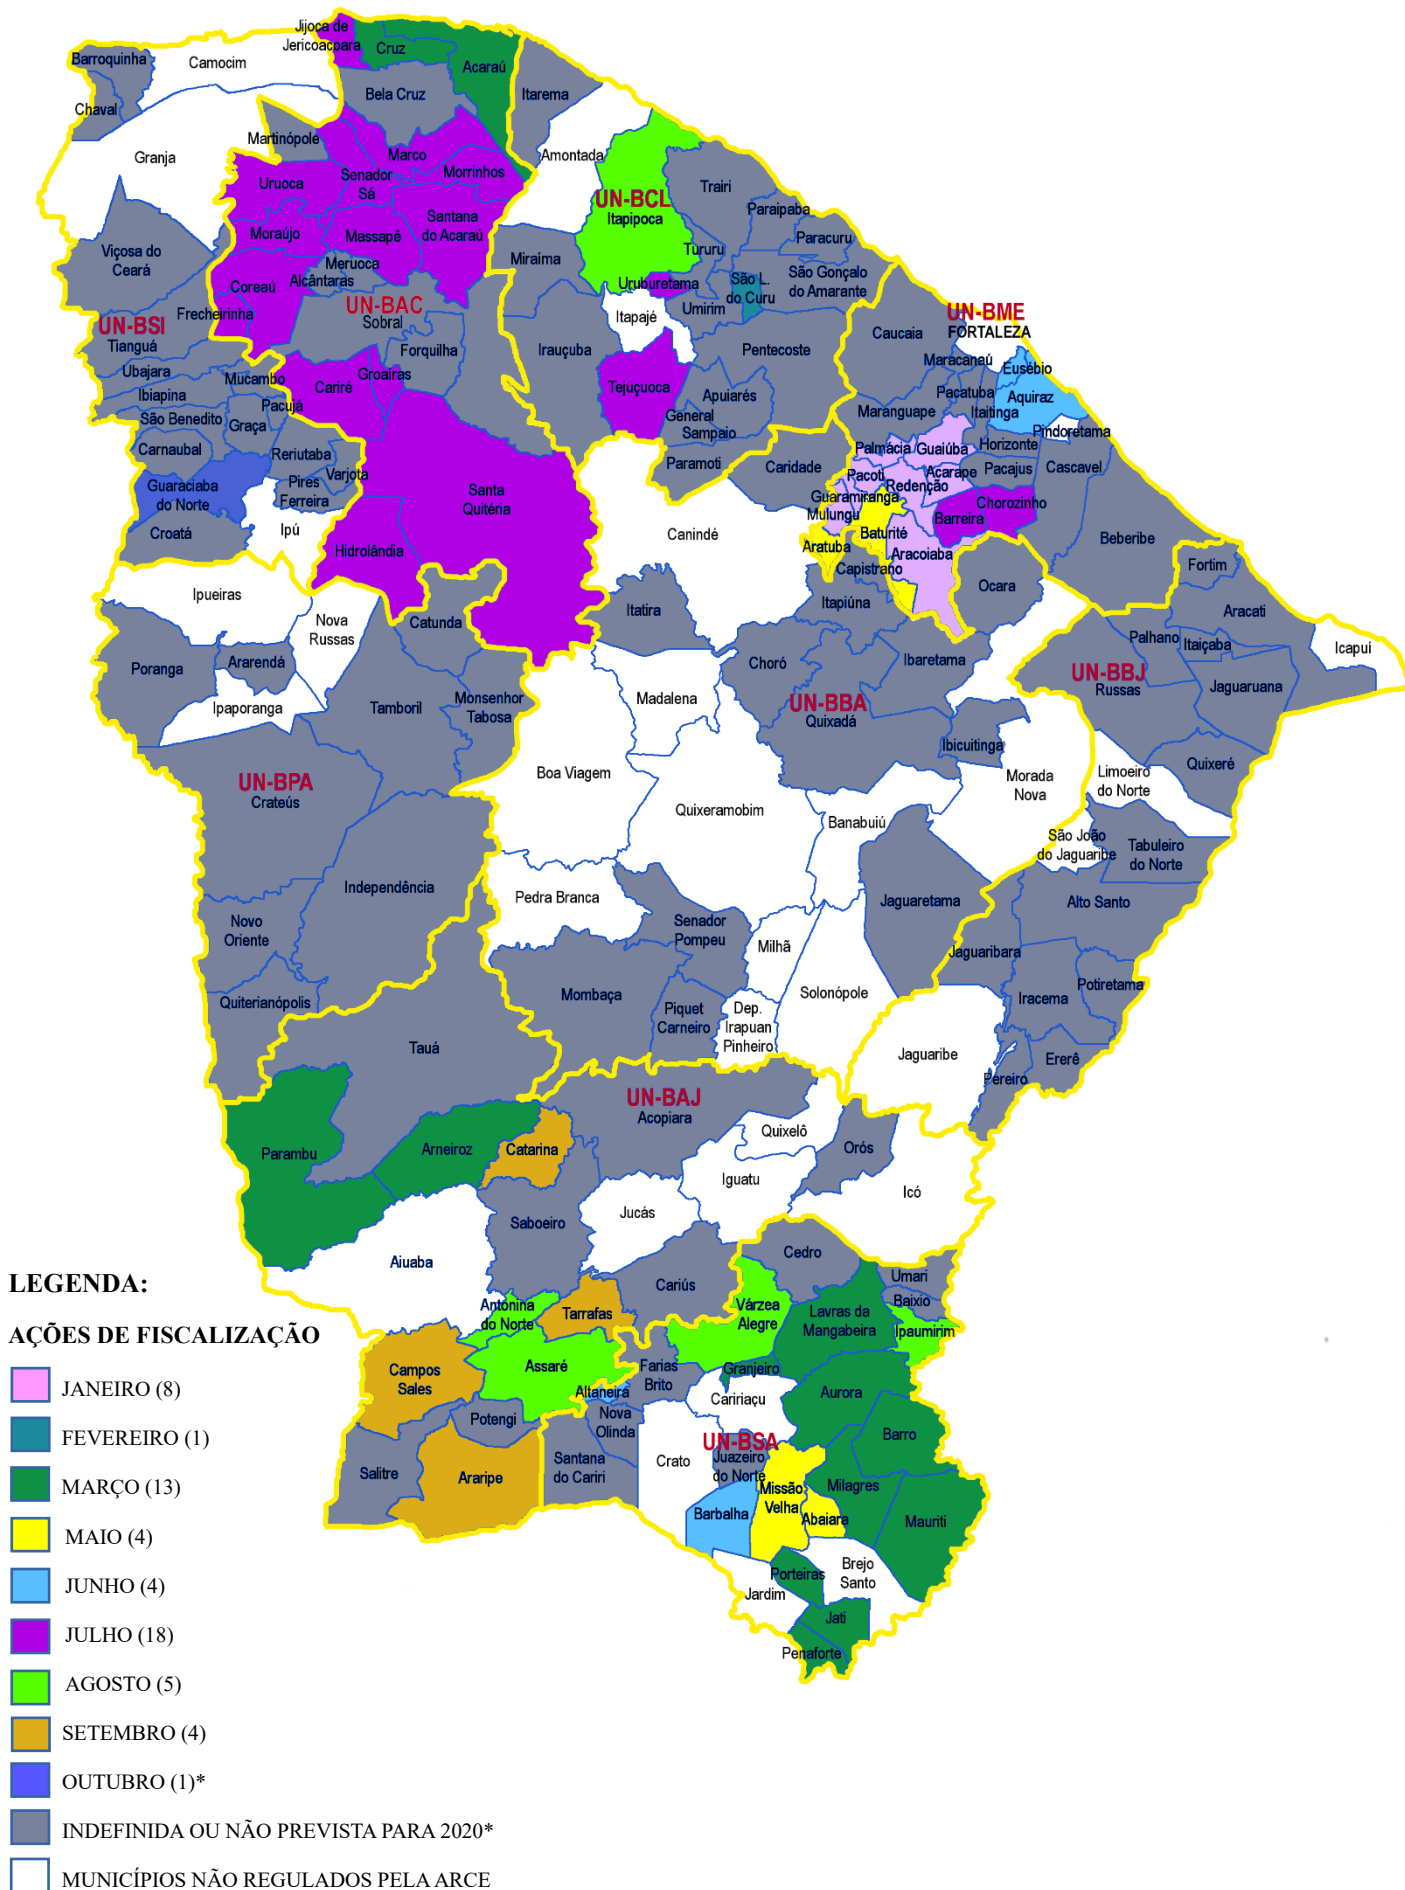 Jijoca de
Jericoacoara
Cruz
Acaraú
Barroquinha
Camocim
Chaval
Bela Cruz
Itarema
Martinópole
Granja
Marco
Amontada
Senador
Sá
Morrinhos
Uruoca
UN-BCL
Itapipoca
Trairi
Paraipaba
Paracuru
Moraújo
Massapê
Santana
do Acaraú
Tururu
Viçosa do
Ceará
Miraíma
Meruoca
Alcântaras
Coreaú
Uruburetama
São L.
do Curu
São Gonçalo
do Amarante
Frecheirinha
UN-BAC
Sobral
Umirim
Itapajé
UN-BME
FORTALEZA
UN-BSI
Tianguá
Forquilha
Irauçuba
Pentecoste
Caucaia
Maracanaú
Eusébio
Ubajara
Mucambo
Groaíras
Cariré
Tejuçuoca
Apuiarés
Pacatuba
Aquiraz
Ibiapina
Pacujá
General
Sampaio
Maranguape
Itaitinga
São Benedito
Graça
Pindoretama
Carnaubal
Reriutaba
Varjota
Paramoti
Caridade
Palmácia
Guaiúba
Horizonte
Pacoti
Acarape
Pacajus
Cascavel
Guaraciaba
do Norte
Pires
Ferreira
Santa
Quitéria
Redenção
Guaramiranga
Mulungu
Chorozinho
Barreira
Croatá
Ipú
Hidrolândia
Canindé
Baturité
Aratuba
Aracoiaba
Capistrano
Beberibe
Ipueiras
Nova
Russas
Catunda
Itatira
Itapiúna
Ocara
Fortim
Aracati
Poranga
Ararendá
Choró
Ibaretama
Palhano
Itaiçaba
Icapuí
Ipaporanga
Tamboril
Monsenhor
Tabosa
Madalena
UN-BBA
Quixadá
UN-BBJ
Russas
Jaguaruana
Ibicuitinga
UN-BPA
Crateús
Boa Viagem
Quixeramobim
Morada
Nova
Limoeiro
do Norte
Quixeré
Banabuiú
São João
do Jaguaribe
Tabuleiro
do Norte
Independência
Pedra Branca
Jaguaretama
Alto Santo
Novo
Oriente
Senador
Pompeu
Milhã
Jaguaribara
Quiterianópolis
Mombaça
Piquet
Carneiro
Dep.
Irapuan
Pinheiro
Solonópole
Iracema
Potiretama
Tauá
Jaguaribe
Ererê
Pereiro
UN-BAJ
Acopiara
Parambu
Arneiroz
Catarina
Quixelô
Orós
Iguatu
Icó
Jucás
Saboeiro
Aiuaba
Cedro
Cariús
Umari
Baixio
Antonina
do Norte
Tarrafas
Várzea
Alegre
Lavras da
Mangabeira
Ipaumirim
Campos
Sales
Assaré
Farias
Brito
Granjeiro
Altaneira
Caririaçu
Aurora
Potengi
Nova
Olinda
Barro
Salitre
Araripe
Santana
do Cariri
Crato
UN-BSA
Juazeiro
do Norte
Missão
Velha
Milagres
Barbalha
Abaiara
Mauriti
Porteiras
Brejo
Santo
Jardim
Jati
Penaforte
LEGENDA:
AÇÕES DE FISCALIZAÇÃO
JANEIRO (8)
FEVEREIRO (1)
MARÇO (13)
MAIO (4)
JUNHO (4)
JULHO (18)
AGOSTO (5)
SETEMBRO (4)
OUTUBRO (1)*
INDEFINIDA OU NÃO PREVISTA PARA 2020*
MUNICÍPIOS NÃO REGULADOS PELA ARCE